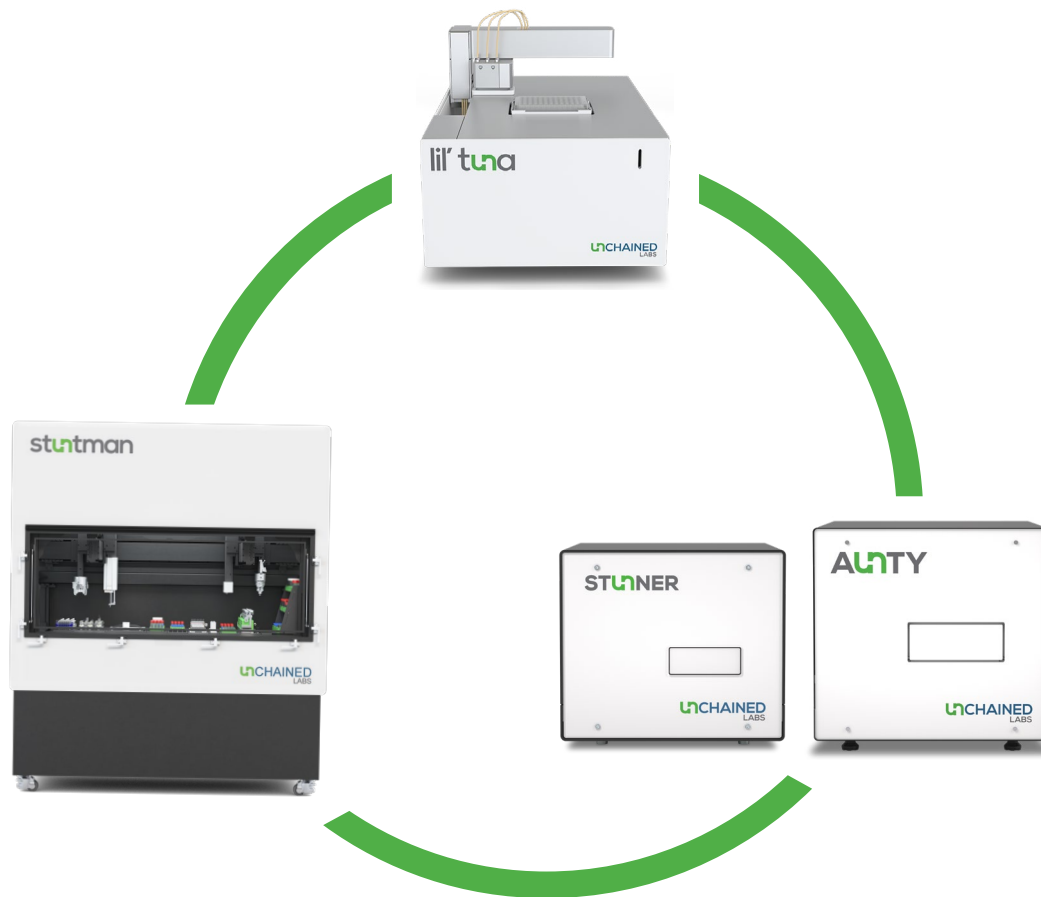 lil' tuna
UNCHAINED
LABS
stuntman
UNCHAINED
LABS
STUNNER
UNCHAINED
LABS
AUNTY
UNCHAINED
LABS